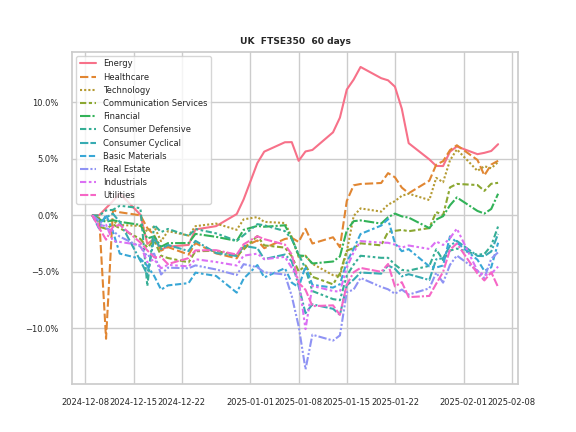 UK  FTSE350  60 days
Energy
Healthcare
Technology
Communication Services
Financial
Consumer Defensive
Consumer Cyclical
Basic Materials
Real Estate
Industrials
Utilities
10.0%
5.0%
0.0%
−5.0%
−10.0%
2024-12-08 2024-12-15 2024-12-22 2025-01-01 2025-01-08 2025-01-15 2025-01-22 2025-02-01 2025-02-08